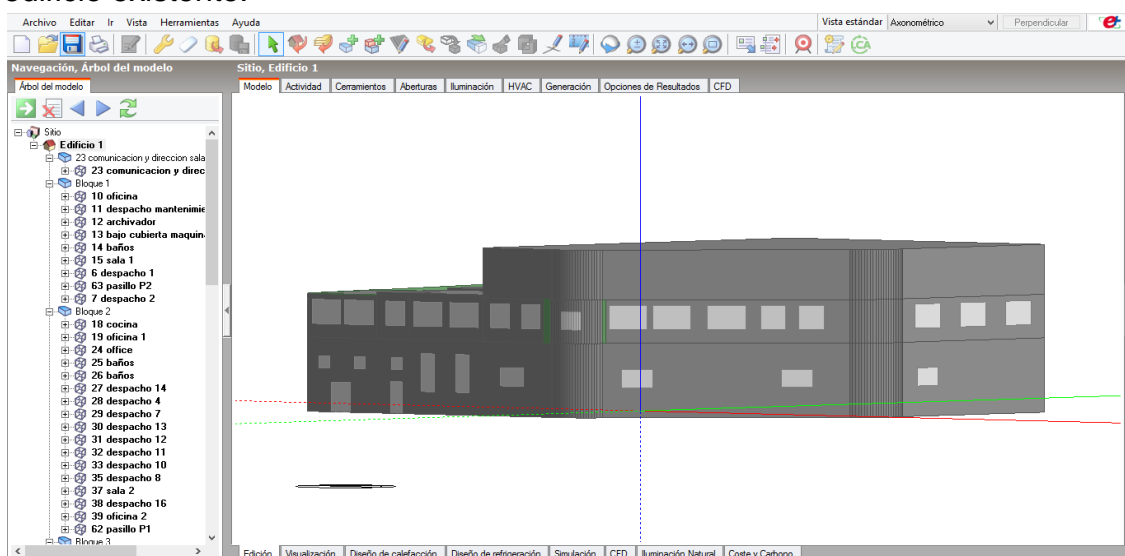 edificio existente.
Archivo Editar Ir Vista Herramientas Ayuda Vista estándar Axonométrico Perpendicular
Navegación, Árbol del modelo Sitio, Edificio 1
Árbol del modelo Modelo Actividad Cerramientos Aberturas Iluminación HVAC Generación Opciones de Resultados CFD
Sitio
Edificio 1
23 comunicacion y direccion sala
23 comunicacion y direc
Bloque 1
10 oficina
11 despacho mantenimie
12 archivador
13 bajo cubierta maquin
14 baños
15 sala 1
6 despacho 1
63 pasillo P2
7 despacho 2
Bloque 2
18 cocina
19 oficina 1
24 office
25 baños
26 baños
27 despacho 14
28 despacho 4
29 despacho 7
30 despacho 13
31 despacho 12
32 despacho 11
33 despacho 10
35 despacho 8
37 sala 2
38 despacho 16
39 oficina 2
62 pasillo P1
Bloque 3
Edición Visualización Diseño de calefacción Diseño de refrigeración Simulación CFD Iluminación Natural Coste y Carbono